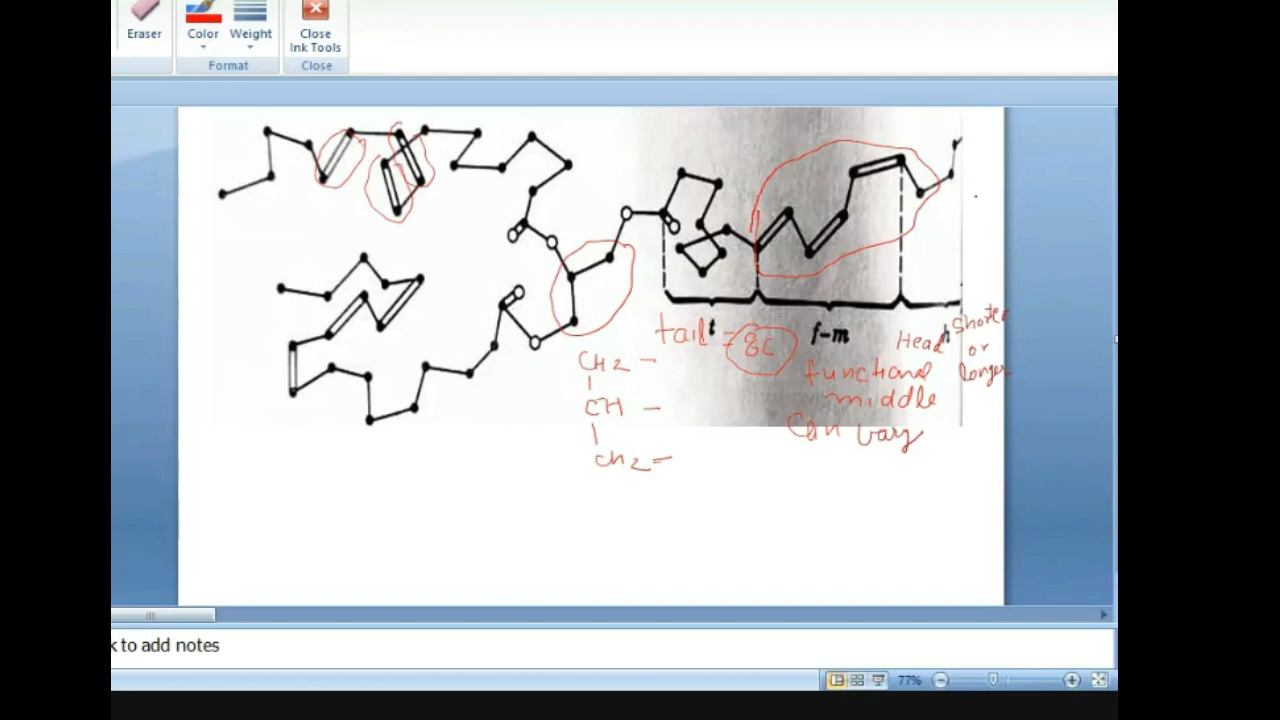 Eraser
Color
Weight
Close
Ink Tools
Format
Close
tail t = 8C
f-m
Head h
Shorter
or
longer
functional
middle
Can vary
CH2 -
CH -
CH2 -
k to add notes
77%